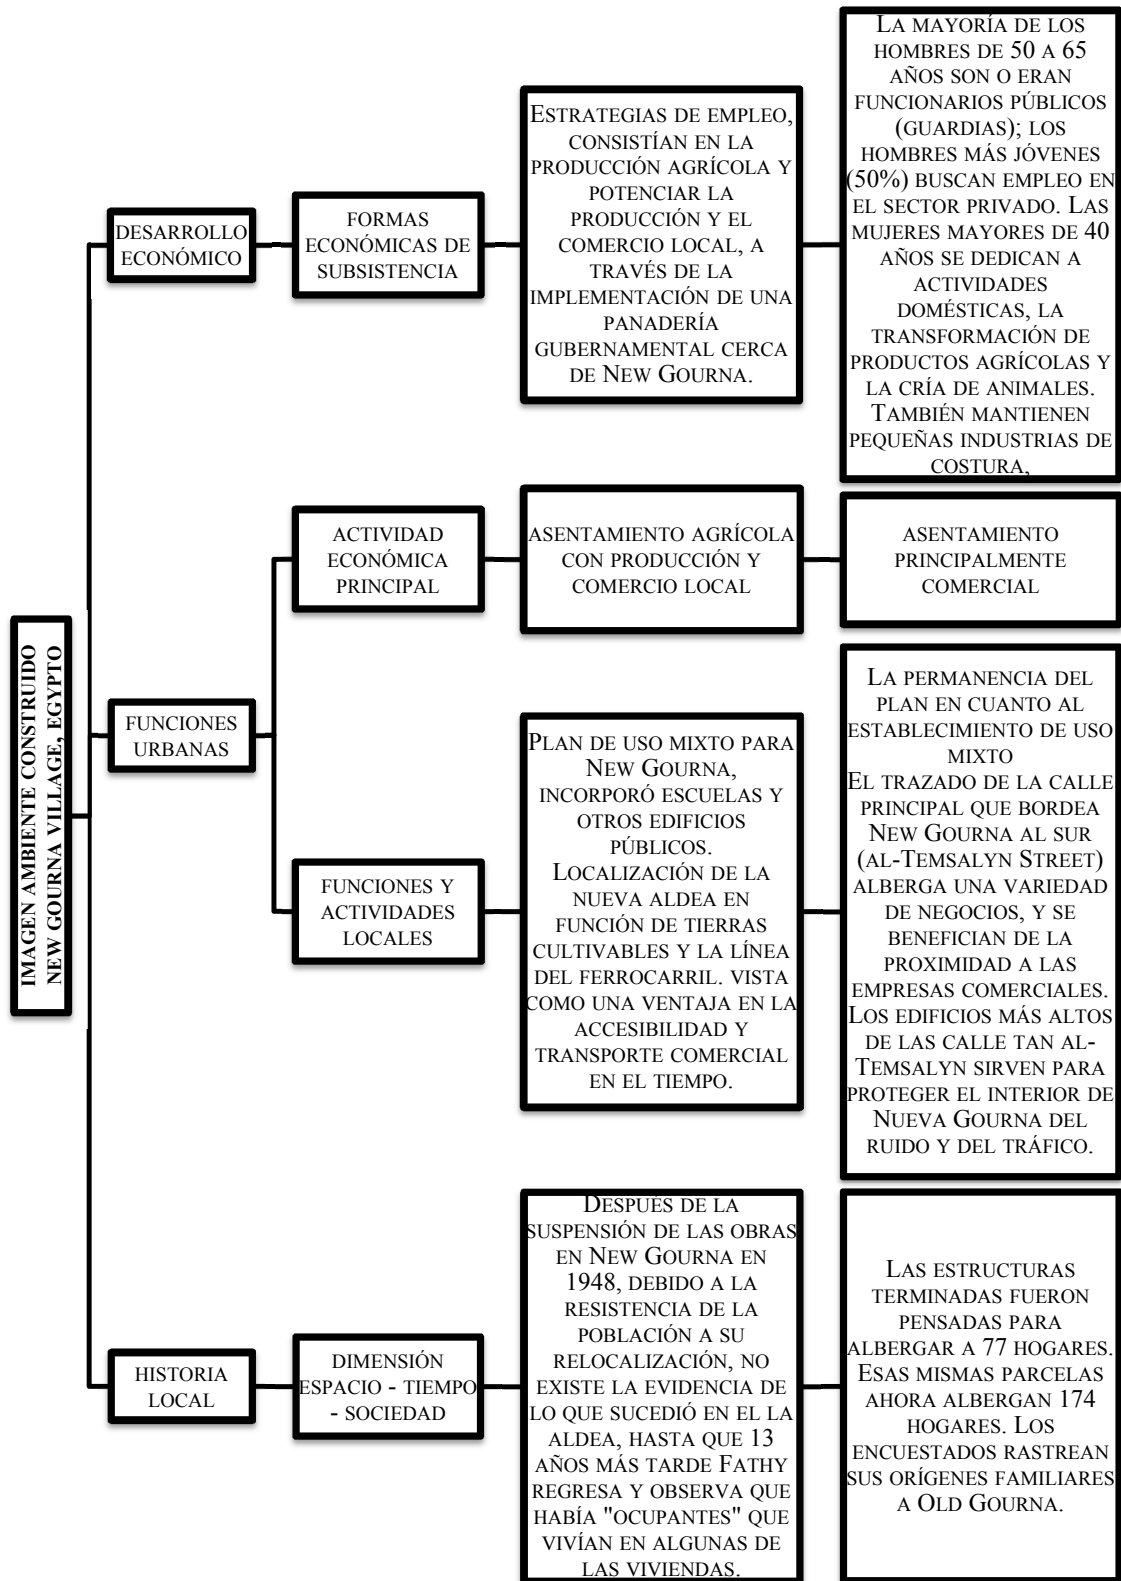 IMAGEN AMBIENTE CONSTRUIDO
NEW GOURNA VILLAGE, EGYPTO
DESARROLLO
ECONÓMICO
FORMAS
ECONÓMICAS DE
SUBSISTENCIA
ESTRATEGIAS DE EMPLEO,
CONSISTÍAN EN LA
PRODUCCIÓN AGRÍCOLA Y
POTENCIAR LA
PRODUCCIÓN Y EL
COMERCIO LOCAL, A
TRAVÉS DE LA
IMPLEMENTACIÓN DE UNA
PANADERÍA
GUBERNAMENTAL CERCA
DE NEW GOURNA.
LA MAYORÍA DE LOS
HOMBRES DE 50 A 65
AÑOS SON O ERAN
FUNCIONARIOS PÚBLICOS
(GUARDIAS); LOS
HOMBRES MÁS JÓVENES
(50%) BUSCAN EMPLEO EN
EL SECTOR PRIVADO. LAS
MUJERES MAYORES DE 40
AÑOS SE DEDICAN A
ACTIVIDADES
DOMÉSTICAS, LA
TRANSFORMACIÓN DE
PRODUCTOS AGRÍCOLAS Y
LA CRÍA DE ANIMALES.
TAMBIÉN MANTIENEN
PEQUEÑAS INDUSTRIAS DE
COSTURA,
FUNCIONES
URBANAS
ACTIVIDAD
ECONÓMICA
PRINCIPAL
ASENTAMIENTO AGRÍCOLA
CON PRODUCCIÓN Y
COMERCIO LOCAL
ASENTAMIENTO
PRINCIPALMENTE
COMERCIAL
FUNCIONES Y
ACTIVIDADES
LOCALES
PLAN DE USO MIXTO PARA
NEW GOURNA,
INCORPORÓ ESCUELAS Y
OTROS EDIFICIOS
PÚBLICOS.
LOCALIZACIÓN DE LA
NUEVA ALDEA EN
FUNCIÓN DE TIERRAS
CULTIVABLES Y LA LÍNEA
DEL FERROCARRIL. VISTA
COMO UNA VENTAJA EN LA
ACCESIBILIDAD Y
TRANSPORTE COMERCIAL
EN EL TIEMPO.
LA PERMANENCIA DEL
PLAN EN CUANTO AL
ESTABLECIMIENTO DE USO
MIXTO
EL TRAZADO DE LA CALLE
PRINCIPAL QUE BORDEA
NEW GOURNA AL SUR
(AL-TEMSALYN STREET)
ALBERGA UNA VARIEDAD
DE NEGOCIOS, Y SE
BENEFICIAN DE LA
PROXIMIDAD A LAS
EMPRESAS COMERCIALES.
LOS EDIFICIOS MÁS ALTOS
DE LAS CALLE TAN AL-
TEMSALYN SIRVEN PARA
PROTEGER EL INTERIOR DE
NUEVA GOURNA DEL
RUIDO Y DEL TRÁFICO.
HISTORIA
LOCAL
DIMENSIÓN
ESPACIO - TIEMPO
- SOCIEDAD
DESPUÉS DE LA
SUSPENSIÓN DE LAS OBRAS
EN NEW GOURNA EN
1948, DEBIDO A LA
RESISTENCIA DE LA
POBLACIÓN A SU
RELOCALIZACIÓN, NO
EXISTE LA EVIDENCIA DE
LO QUE SUCEDIÓ EN EL LA
ALDEA, HASTA QUE 13
AÑOS MÁS TARDE FATHY
REGRESA Y OBSERVA QUE
HABÍA "OCUPANTES" QUE
VIVÍAN EN ALGUNAS DE
LAS VIVIENDAS.
LAS ESTRUCTURAS
TERMINADAS FUERON
PENSADAS PARA
ALBERGAR A 77 HOGARES.
ESAS MISMAS PARCELAS
AHORA ALBERGAN 174
HOGARES. LOS
ENCUESTADOS RASTREAN
SUS ORÍGENES FAMILIARES
A OLD GOURNA.